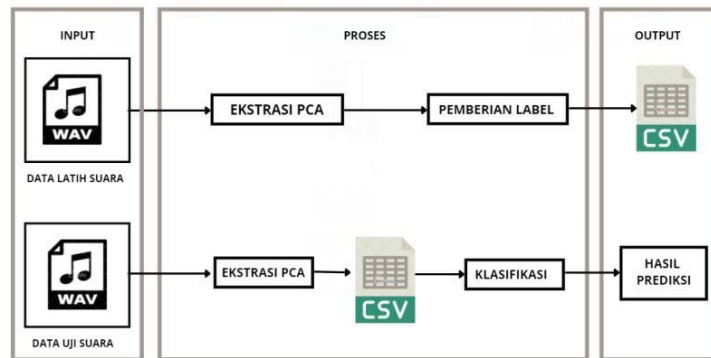 INPUT
PROSES
OUTPUT
WAV
EKSTRASI PCA
PEMBERIAN LABEL
CSV
DATA LATIH SUARA
WAV
EKSTRASI PCA
CSV
KLASIFIKASI
HASIL
PREDIKSI
DATA UJI SUARA